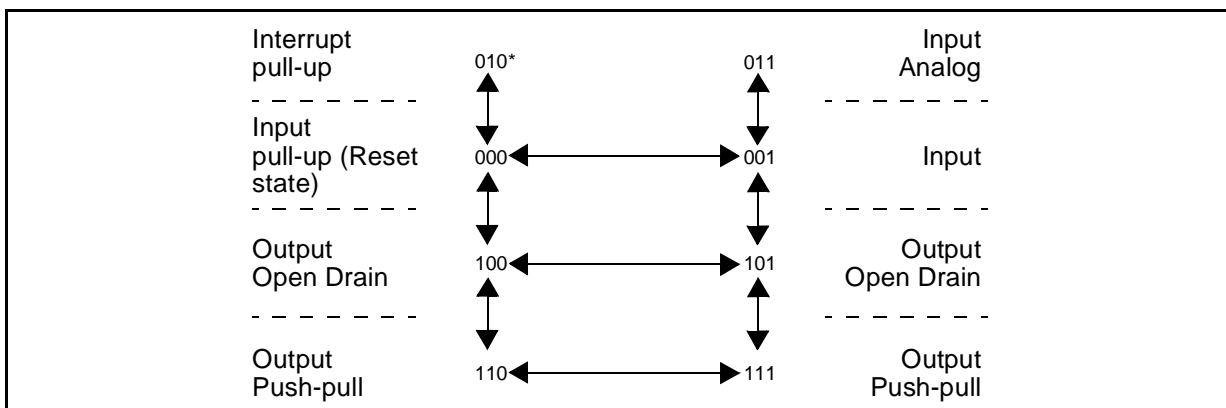 Interrupt
pull-up
010*
011
Input
Analog
Input
pull-up (Reset
state)
000
001
Input
Output
Open Drain
100
101
Output
Open Drain
Output
Push-pull
110
111
Output
Push-pull